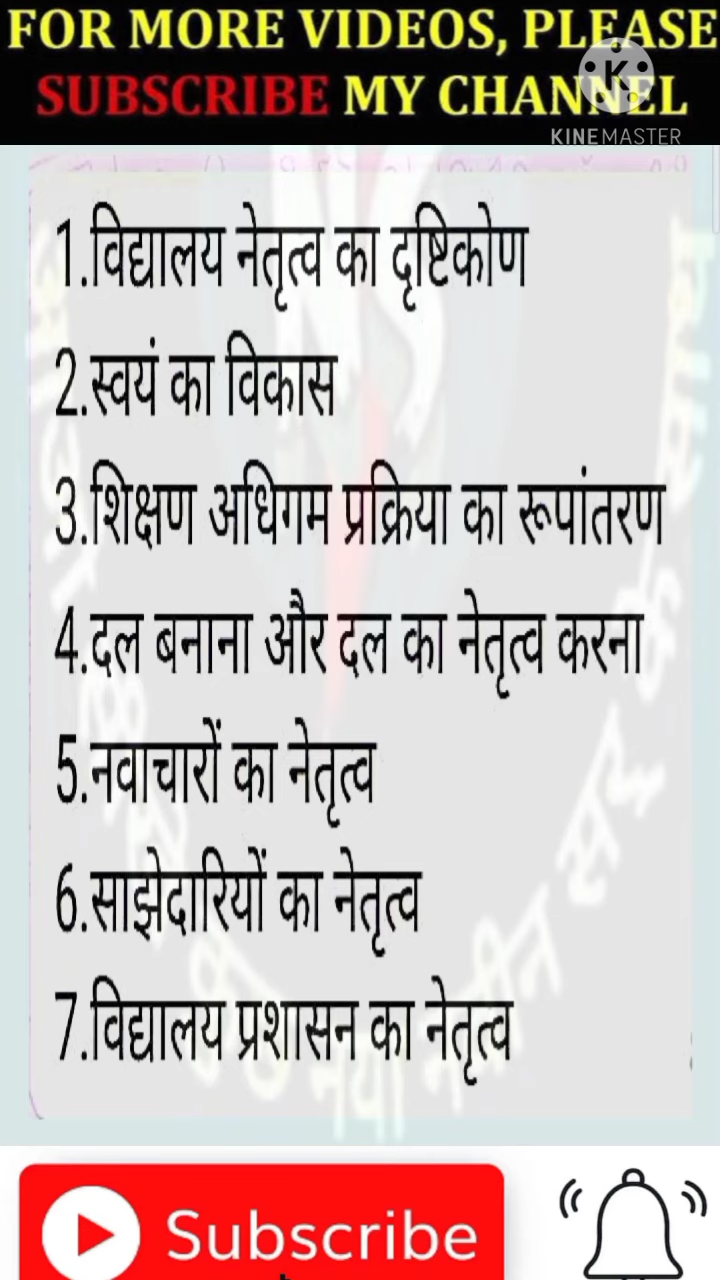 FOR MORE VIDEOS, PLEASE
SUBSCRIBE MY CHANNEL
K
KINEMASTER
1.विद्यालय नेतृत्व का दृष्टिकोण
2.स्वयं का विकास
3.शिक्षण अधिगम प्रक्रिया का रूपांतरण
4.दल बनाना और दल का नेतृत्व करना
5.नवाचारों का नेतृत्व
6.साझेदारियों का नेतृत्व
7.विद्यालय प्रशासन का नेतृत्व
Subscribe